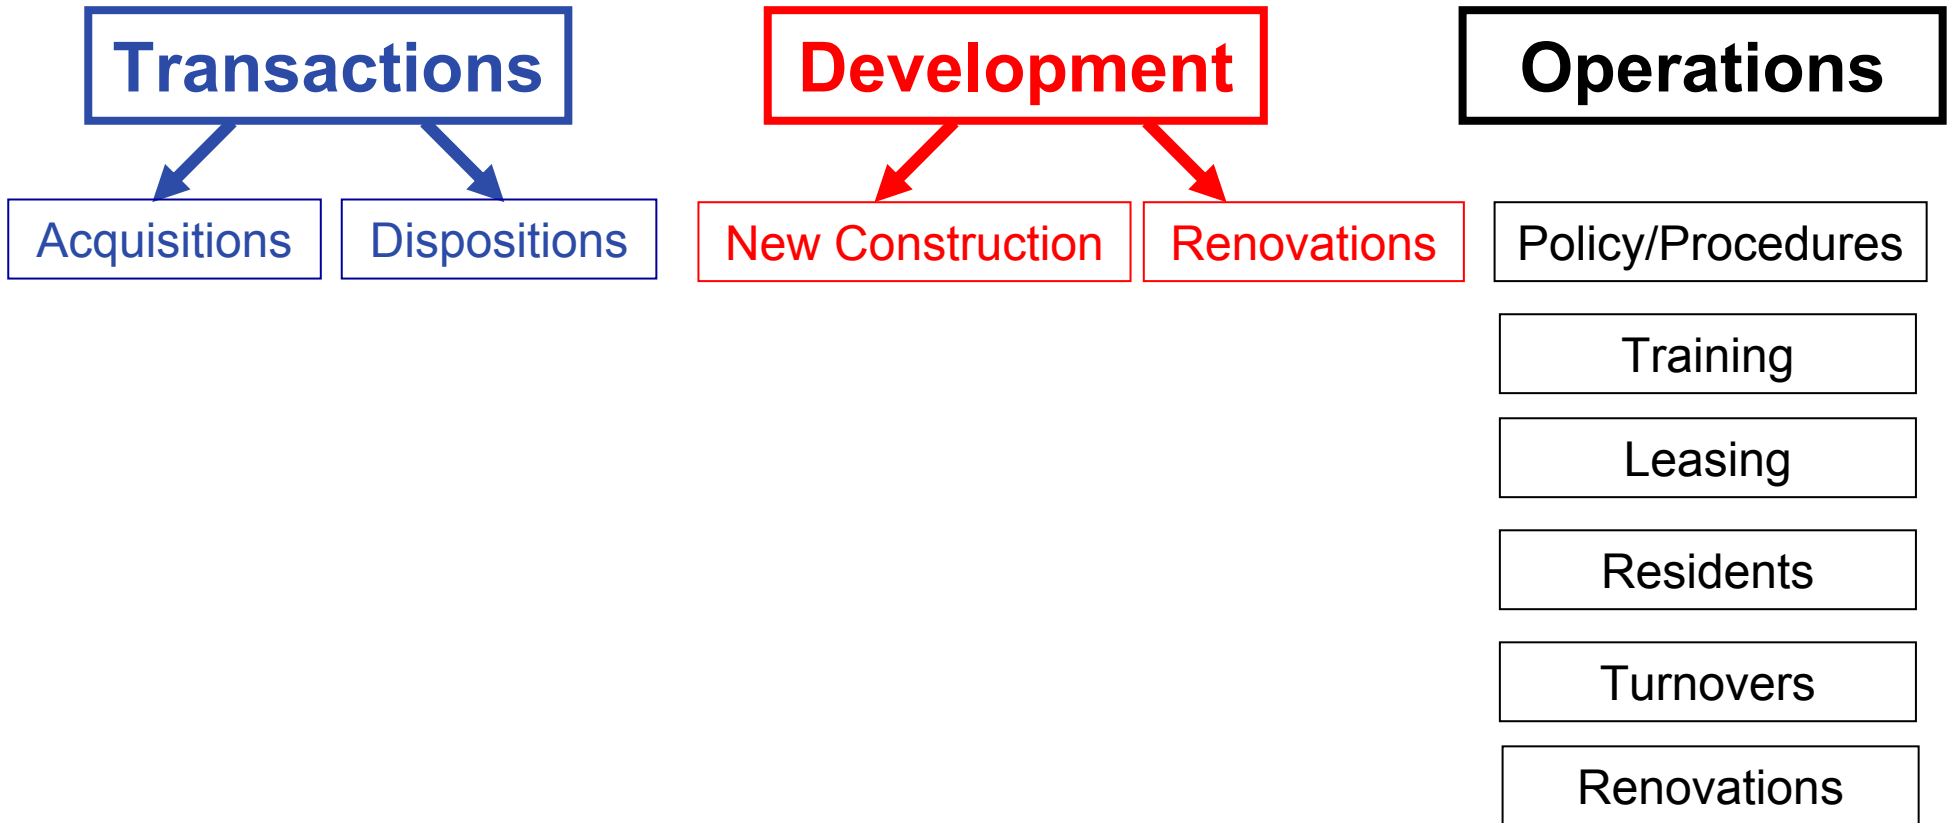 Transactions
Development
Operations
Acquisitions
Dispositions
New Construction
Renovations
Policy/Procedures
Training
Leasing
Residents
Turnovers
Renovations